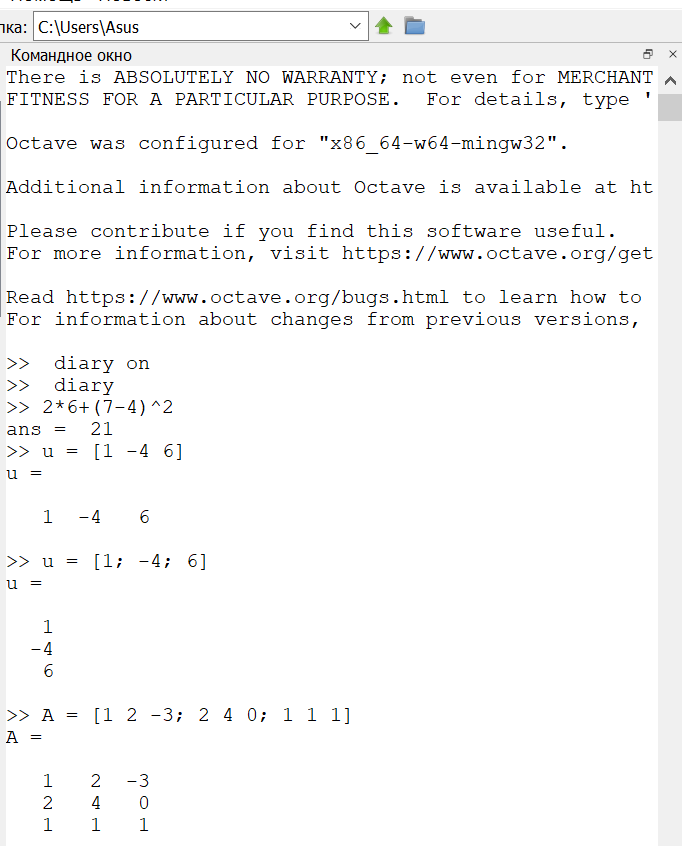 пка: C:\Users\Asus
Командное окно
There is ABSOLUTELY NO WARRANTY; not even for MERCHANT
FITNESS FOR A PARTICULAR PURPOSE.  For details, type '
Octave was configured for "x86_64-w64-mingw32".
Additional information about Octave is available at ht
Please contribute if you find this software useful.
For more information, visit https://www.octave.org/get
Read https://www.octave.org/bugs.html to learn how to
For information about changes from previous versions,
>>  diary on
>>  diary
>> 2*6+(7-4)^2
ans =  21
>> u = [1 -4 6]
u =
   1  -4   6
>> u = [1; -4; 6]
u =
   1
  -4
   6
>> A = [1 2 -3; 2 4 0; 1 1 1]
A =
   1   2  -3
   2   4   0
   1   1   1